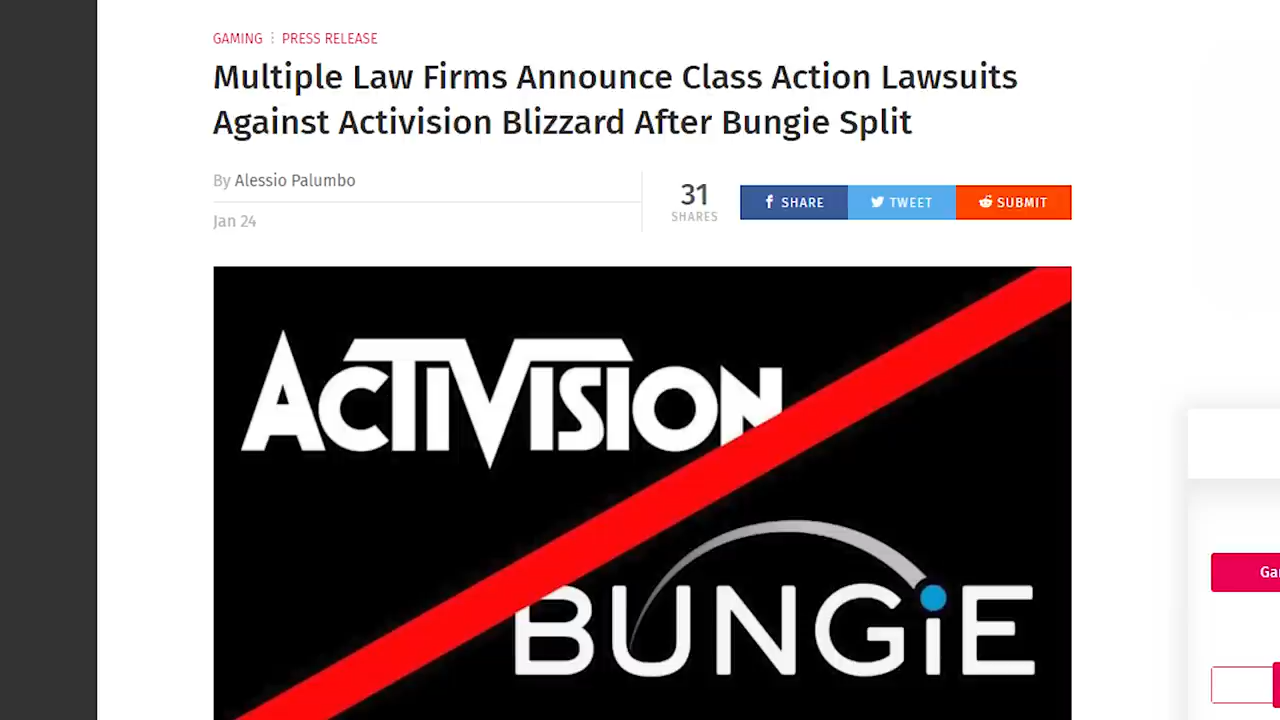 GAMING ⋮ PRESS RELEASE
Multiple Law Firms Announce Class Action Lawsuits
Against Activision Blizzard After Bungie Split
By Alessio Palumbo
Jan 24
31
SHARES
SHARE
TWEET
SUBMIT
ACTIVISION
BUNGiE